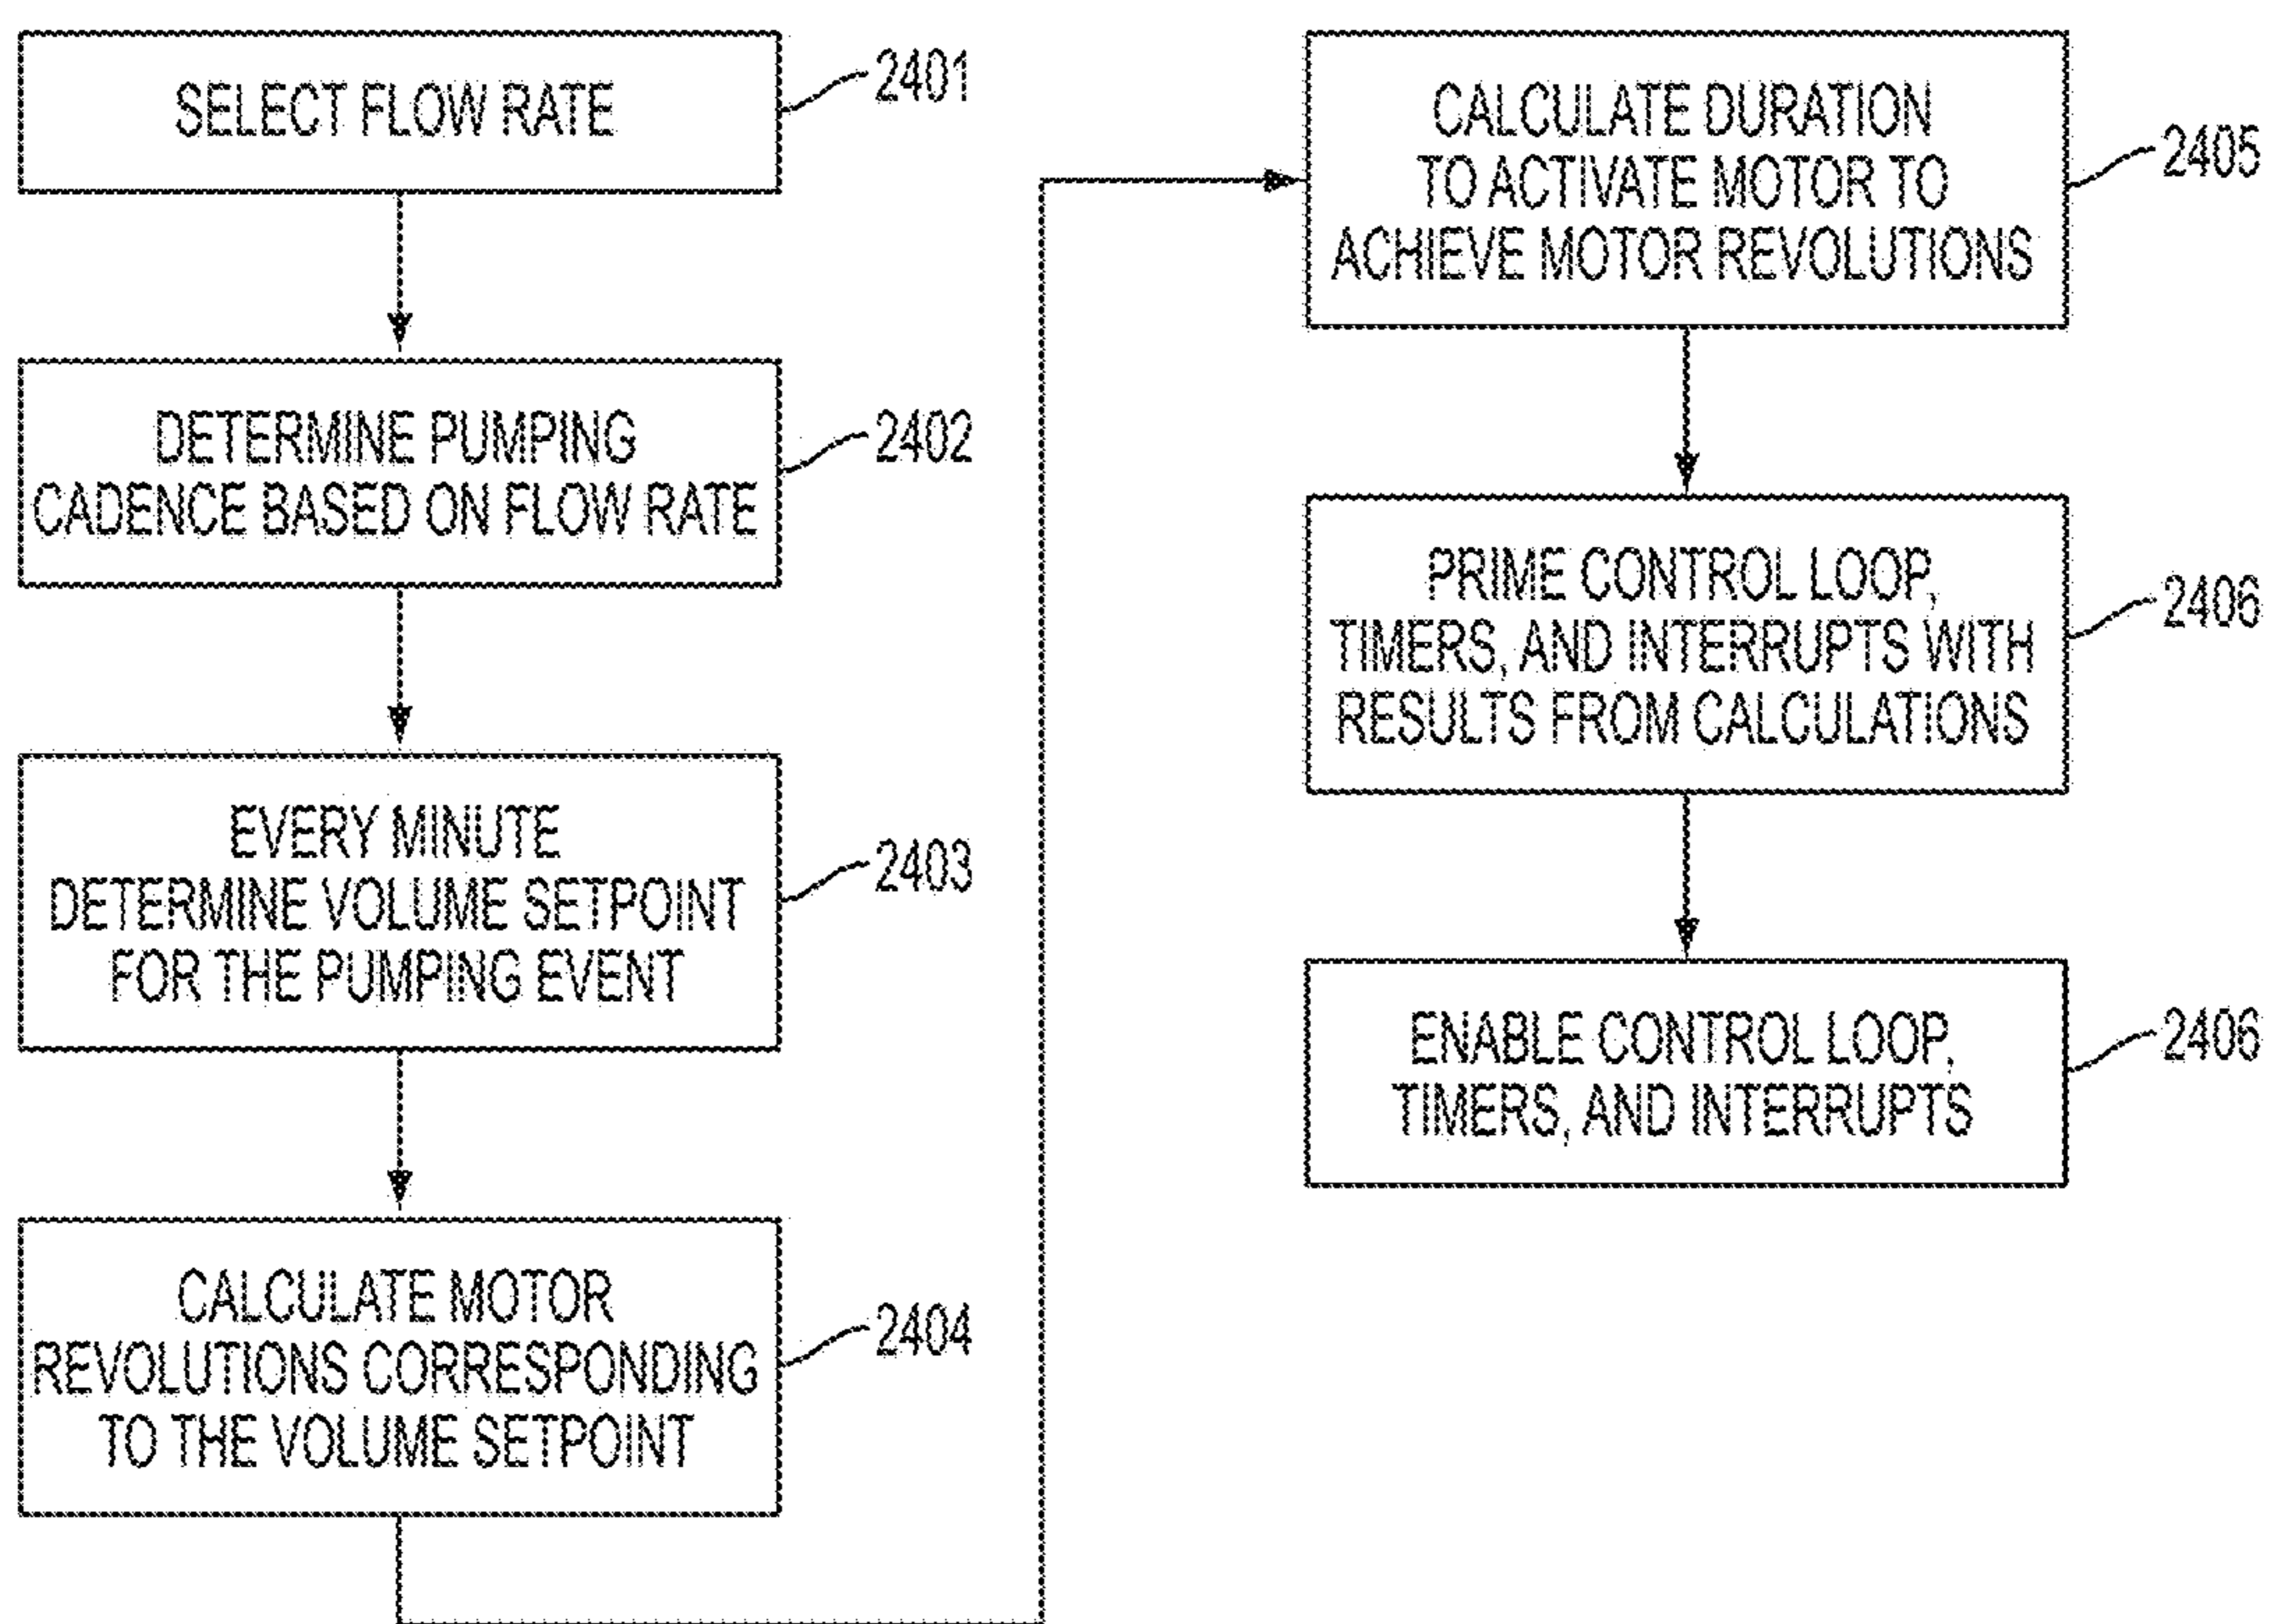 SELECT FLOW RATE
2401
DETERMINE PUMPING
CADENCE BASED ON FLOW RATE
2402
EVERY MINUTE
DETERMINE VOLUME SETPOINT
FOR THE PUMPING EVENT
2403
CALCULATE MOTOR
REVOLUTIONS CORRESPONDING
TO THE VOLUME SETPOINT
2404
CALCULATE DURATION
TO ACTIVATE MOTOR TO
ACHIEVE MOTOR REVOLUTIONS
2405
PRIME CONTROL LOOP,
TIMERS, AND INTERRUPTS WITH
RESULTS FROM CALCULATIONS
2406
ENABLE CONTROL LOOP,
TIMERS, AND INTERRUPTS
2406